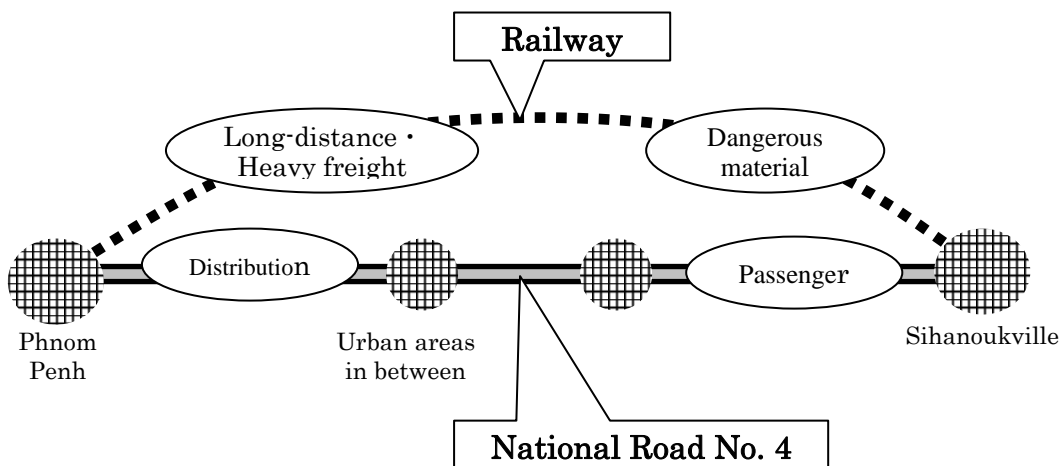 Railway
Long-distance・
Heavy freight
Dangerous
material
Distribution
Passenger
Phnom
Penh
Urban areas
in between
Sihanoukville
National Road No. 4